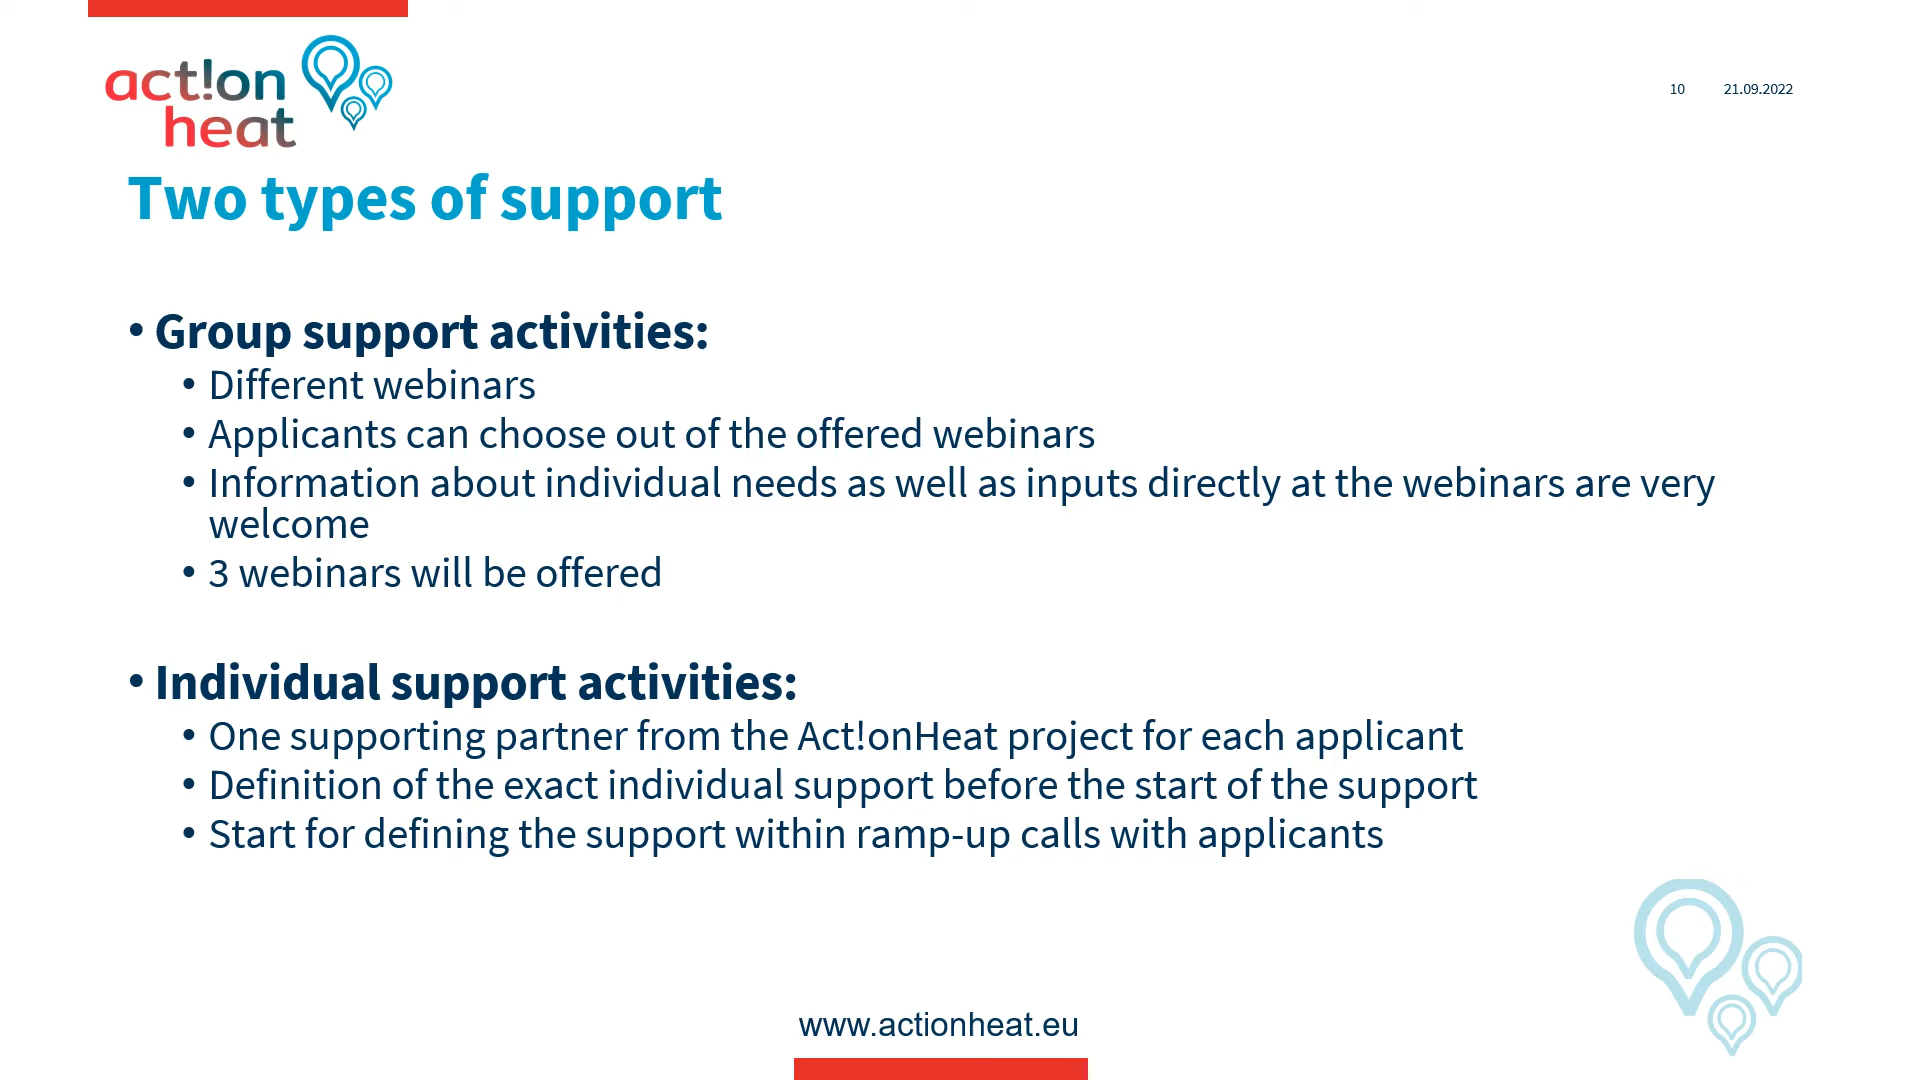 act!on
heat
10 21.09.2022
Two types of support
• Group support activities:
• Different webinars
• Applicants can choose out of the offered webinars
• Information about individual needs as well as inputs directly at the webinars are very
welcome
• 3 webinars will be offered
• Individual support activities:
• One supporting partner from the Act!onHeat project for each applicant
• Definition of the exact individual support before the start of the support
• Start for defining the support within ramp-up calls with applicants
www.actionheat.eu